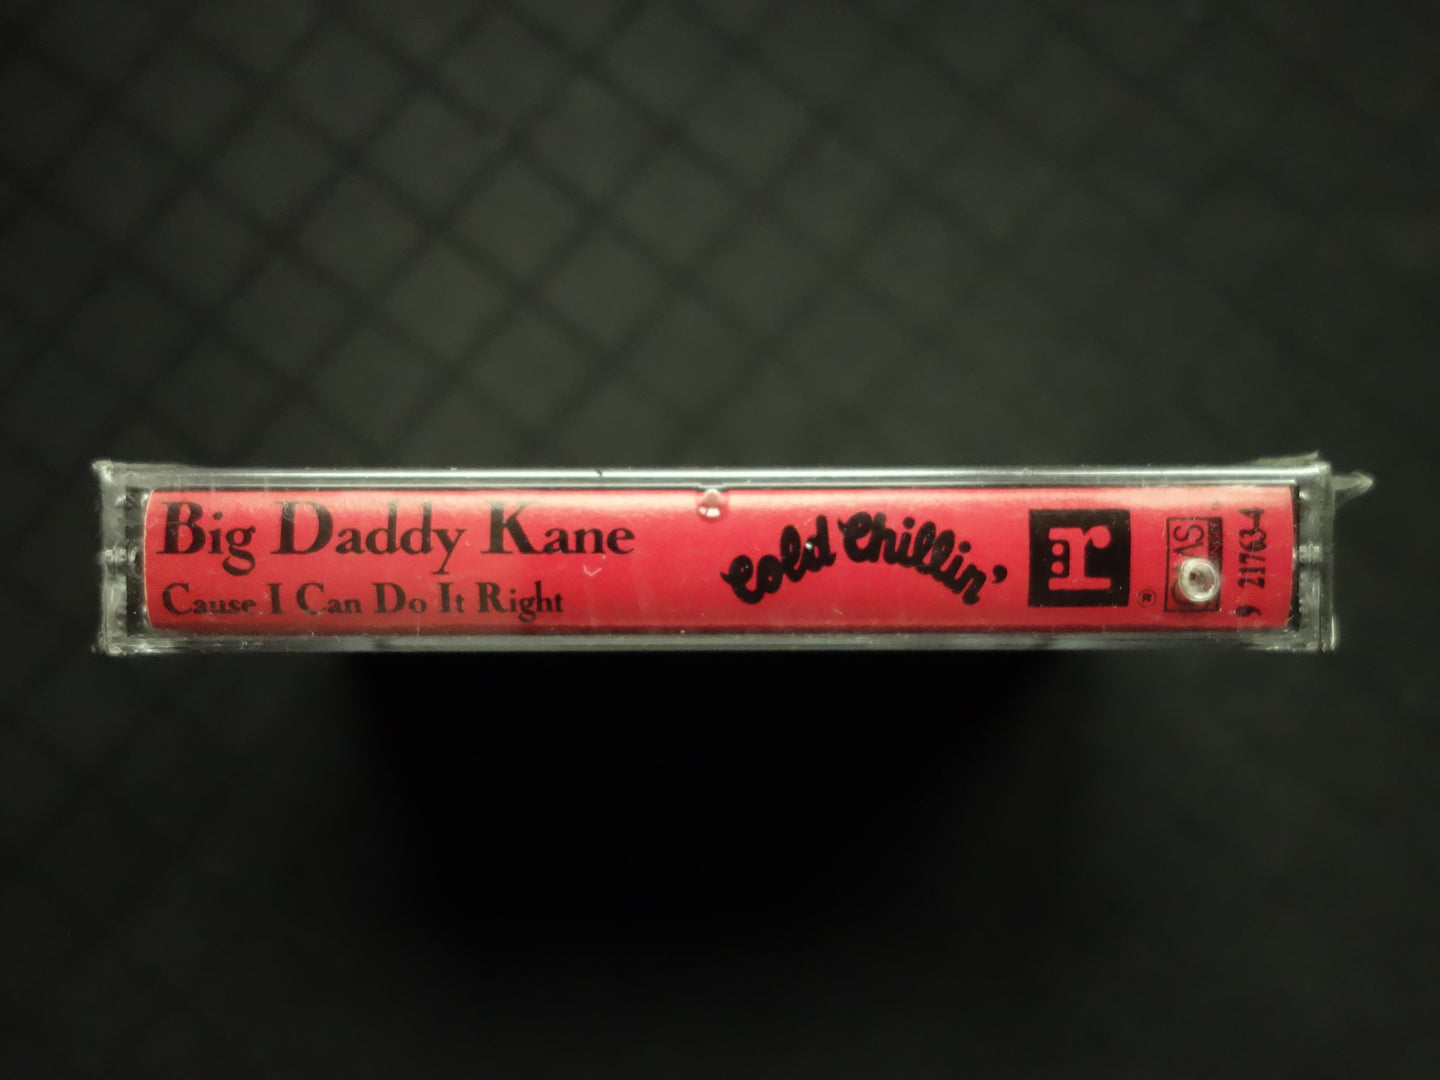 Big Daddy Kane
Cause I Can Do It Right
Cold Chillin'
r
®
9 21763-4